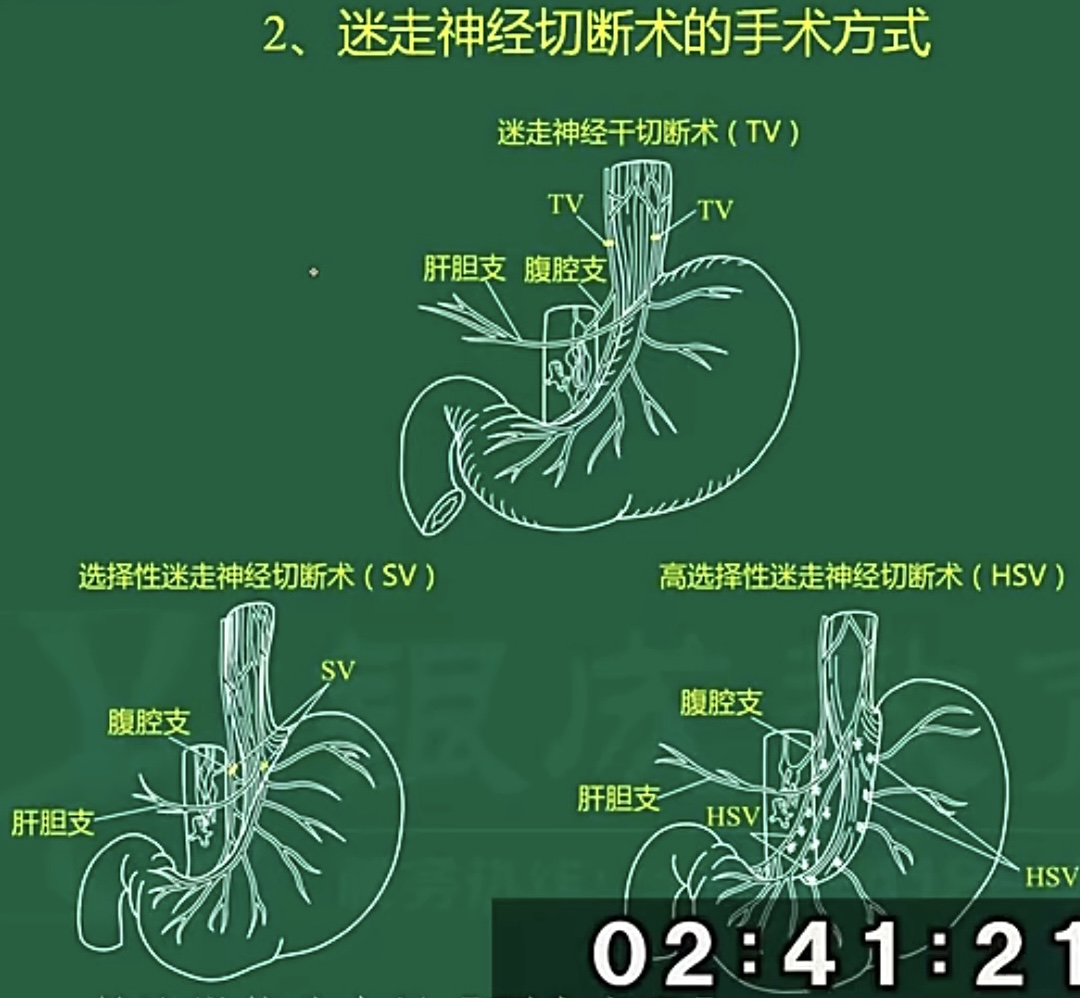 2、迷走神经切断术的手术方式
迷走神经干切断术（TV）
TV
TV
肝胆支
腹腔支
选择性迷走神经切断术（SV）
SV
腹腔支
肝胆支
高选择性迷走神经切断术（HSV）
腹腔支
肝胆支
HSV
HSV
02:41:21